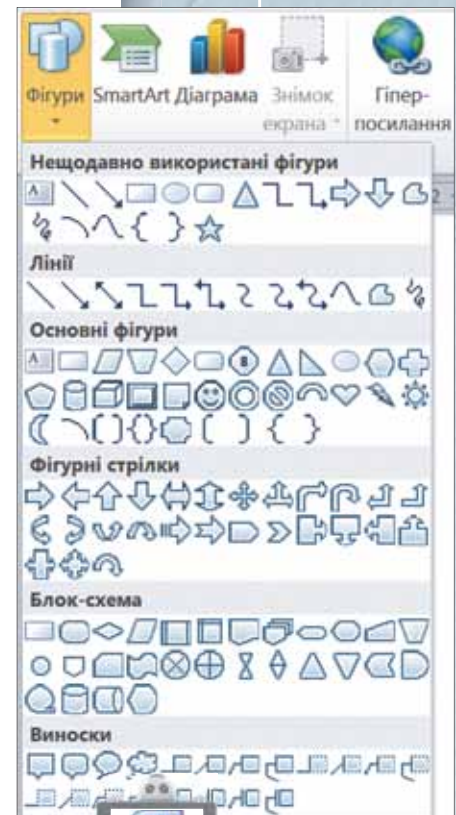 Фігури SmartArt Діаграма Знімок екрана Гіпер-посилання
Нещодавно використані фігури
Лінії
Основні фігури
Фігурні стрілки
Блок-схема
Виноски